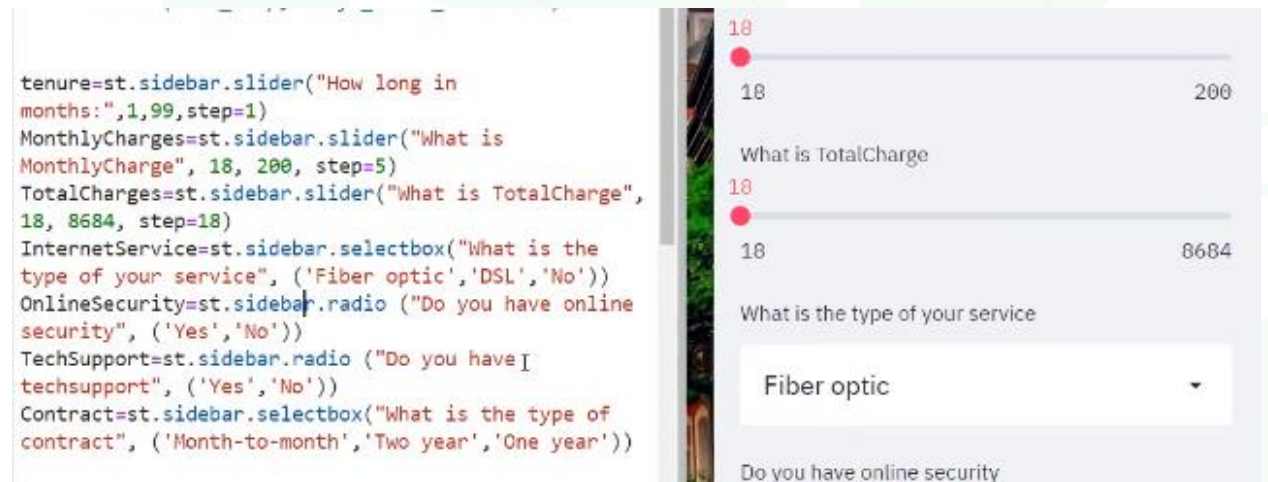 tenure=st.sidebar.slider("How long in
months:",1,99,step=1)
MonthlyCharges=st.sidebar.slider("What is
MonthlyCharge", 18, 200, step=5)
TotalCharges=st.sidebar.slider("What is TotalCharge",
18, 8684, step=18)
InternetService=st.sidebar.selectbox("What is the
type of your service", ('Fiber optic','DSL','No'))
OnlineSecurity=st.sidebar.radio ("Do you have online
security", ('Yes','No'))
TechSupport=st.sidebar.radio ("Do you have
techsupport", ('Yes','No'))
Contract=st.sidebar.selectbox("What is the type of
contract", ('Month-to-month','Two year','One year'))
18
18 200
What is TotalCharge
18
18 8684
What is the type of your service
Fiber optic
Do you have online security